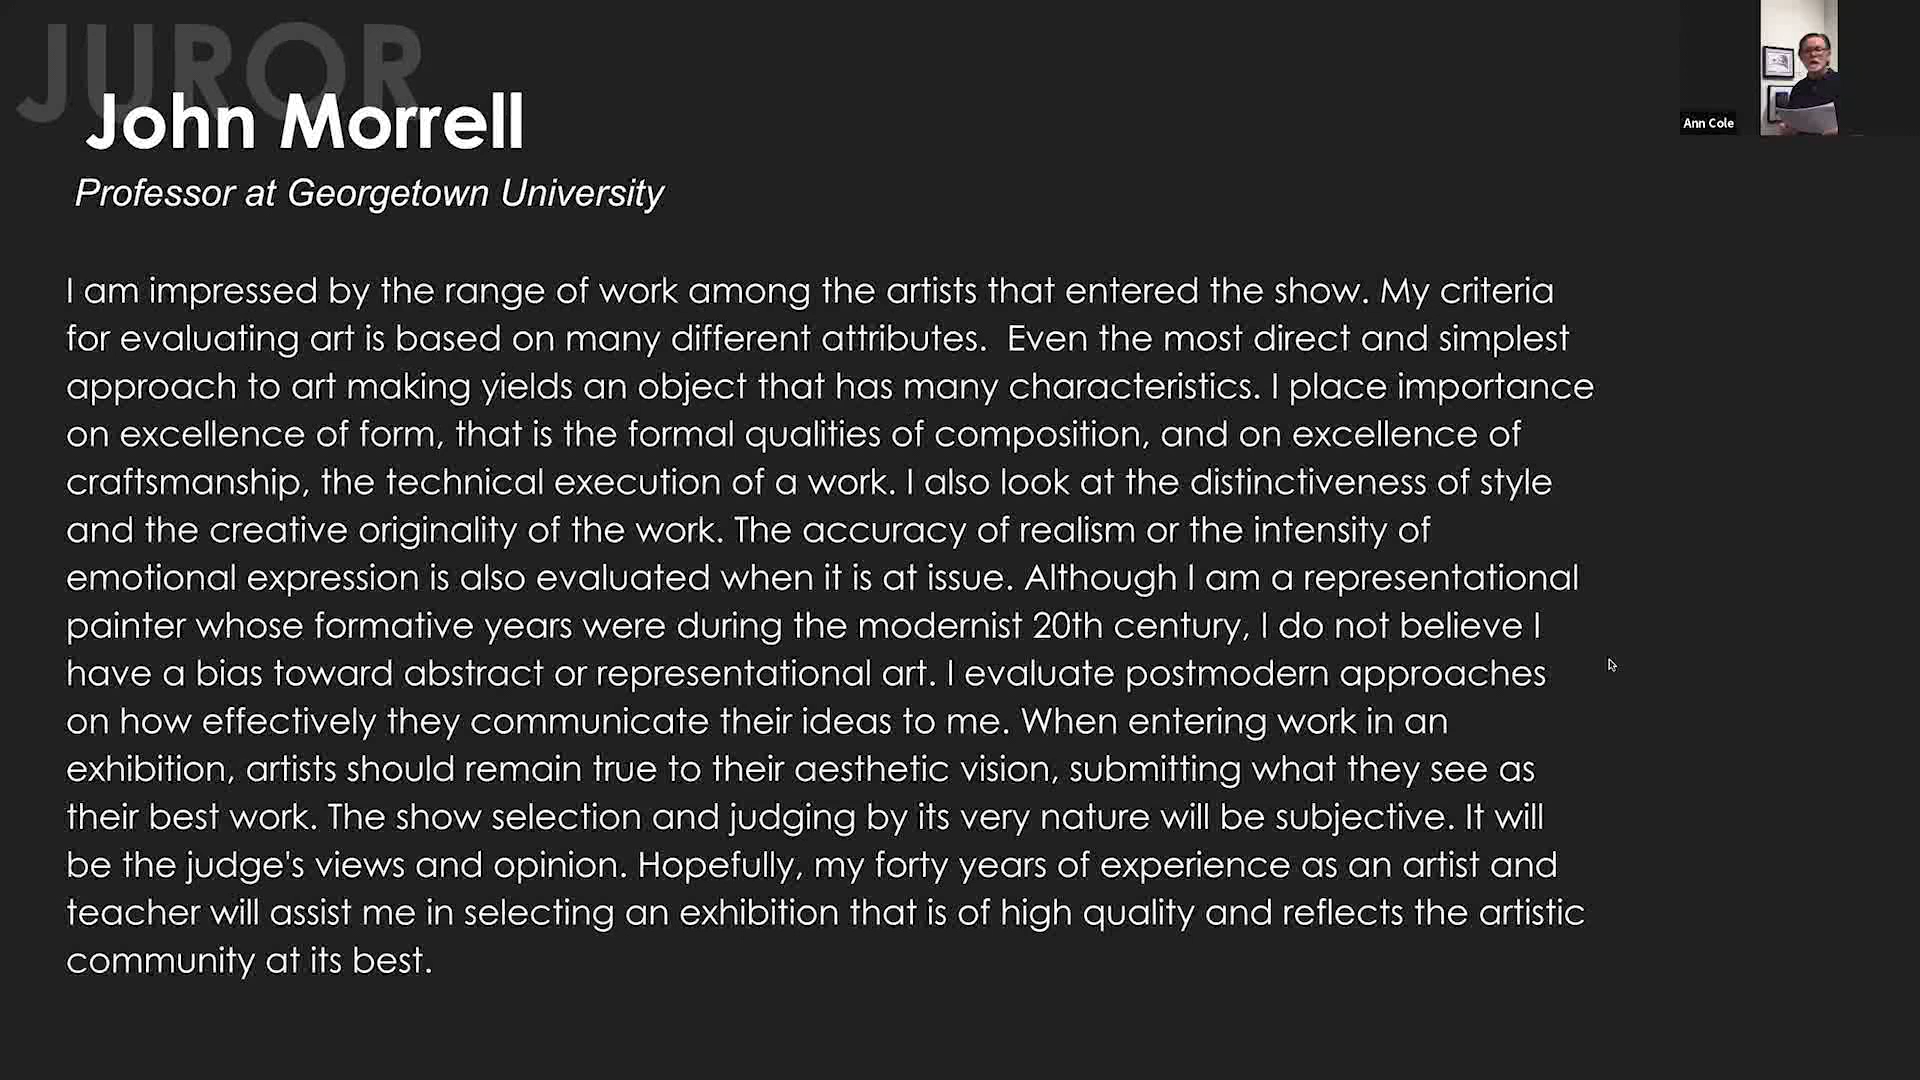 JUROR
John Morrell
Professor at Georgetown University
Ann Cole
I am impressed by the range of work among the artists that entered the show. My criteria
for evaluating art is based on many different attributes.  Even the most direct and simplest
approach to art making yields an object that has many characteristics. I place importance
on excellence of form, that is the formal qualities of composition, and on excellence of
craftsmanship, the technical execution of a work. I also look at the distinctiveness of style
and the creative originality of the work. The accuracy of realism or the intensity of
emotional expression is also evaluated when it is at issue. Although I am a representational
painter whose formative years were during the modernist 20th century, I do not believe I
have a bias toward abstract or representational art. I evaluate postmodern approaches
on how effectively they communicate their ideas to me. When entering work in an
exhibition, artists should remain true to their aesthetic vision, submitting what they see as
their best work. The show selection and judging by its very nature will be subjective. It will
be the judge's views and opinion. Hopefully, my forty years of experience as an artist and
teacher will assist me in selecting an exhibition that is of high quality and reflects the artistic
community at its best.